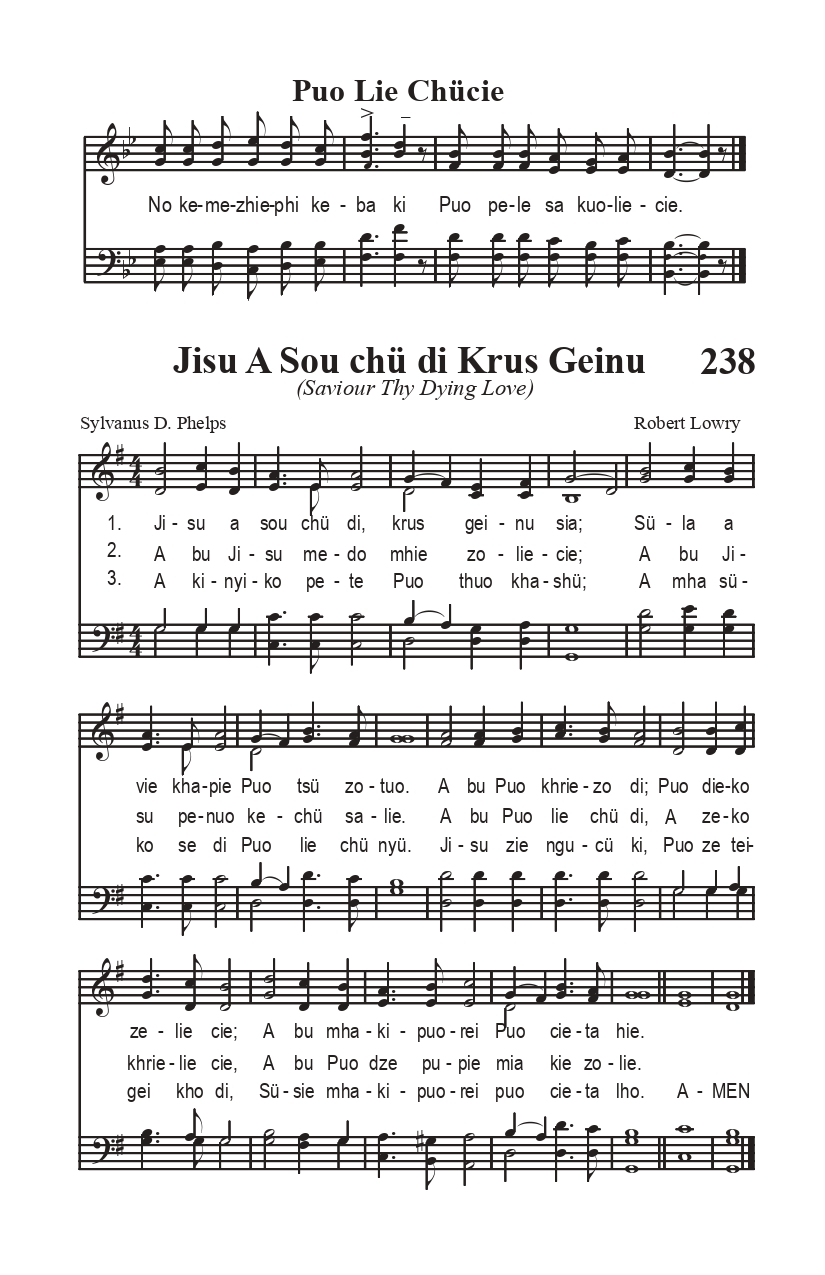 Puo Lie Chücie
No ke-me-zhie-phi ke - ba ki Puo pe-le sa kuo-lie- cie.
Jisu A Sou chü di Krus Geinu 238
(Saviour Thy Dying Love)
Sylvanus D. Phelps Robert Lowry
1. Ji- su a sou chü di, krus gei- nu sia; Sü- la a
2. A bu Ji - su me- do mhie zo - lie- cie; A bu Ji -
3. A ki - nyi - ko pe - te Puo thuo kha- shü; A mha sü -
vie kha-pie Puo tsü zo-tuo. A bu Puo khrie-zo di; Puo die-ko
su pe-nuo ke - chü sa-lie. A bu Puo lie chü di, A ze-ko
ko se di Puo lie chü nyü. Ji- su zie ngu-cü ki, Puo ze tei-
ze- lie cie; A bu mha- ki- puo-rei Puo cie-ta hie.
khrie- lie cie, A bu Puo dze pu-pie mia kie zo-lie.
gei kho di, Sü-sie mha-ki- puo-rei puo cie-ta lho. A-MEN